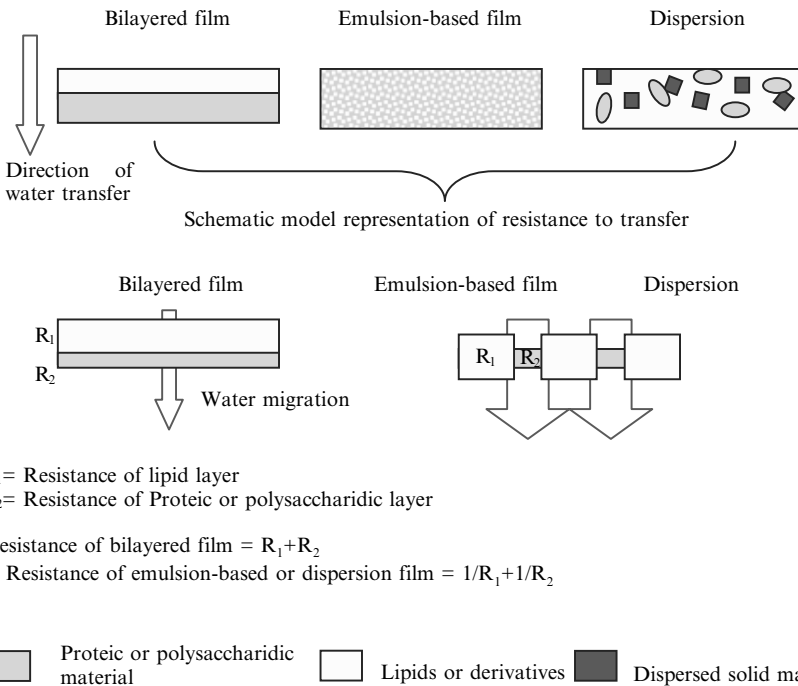 Bilayered film
Emulsion-based film
Dispersion
Direction of
water transfer
Schematic model representation of resistance to transfer
Bilayered film
Emulsion-based film
Dispersion
R₁
R₂
R₁
R₂
Water migration
₁= Resistance of lipid layer
₂= Resistance of Proteic or polysaccharidic layer
esistance of bilayered film = R₁+R₂
Resistance of emulsion-based or dispersion film = 1/R₁+1/R₂
Proteic or polysaccharidic
material
Lipids or derivatives
Dispersed solid ma